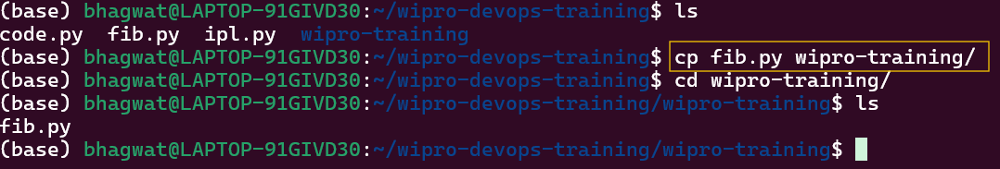 (base) bhagwat@LAPTOP-91GIVD30:~/wipro-devops-training$ ls
code.py  fib.py  ipl.py  wipro-training
(base) bhagwat@LAPTOP-91GIVD30:~/wipro-devops-training$ cp fib.py wipro-training/
(base) bhagwat@LAPTOP-91GIVD30:~/wipro-devops-training$ cd wipro-training/
(base) bhagwat@LAPTOP-91GIVD30:~/wipro-devops-training/wipro-training$ ls
fib.py
(base) bhagwat@LAPTOP-91GIVD30:~/wipro-devops-training/wipro-training$